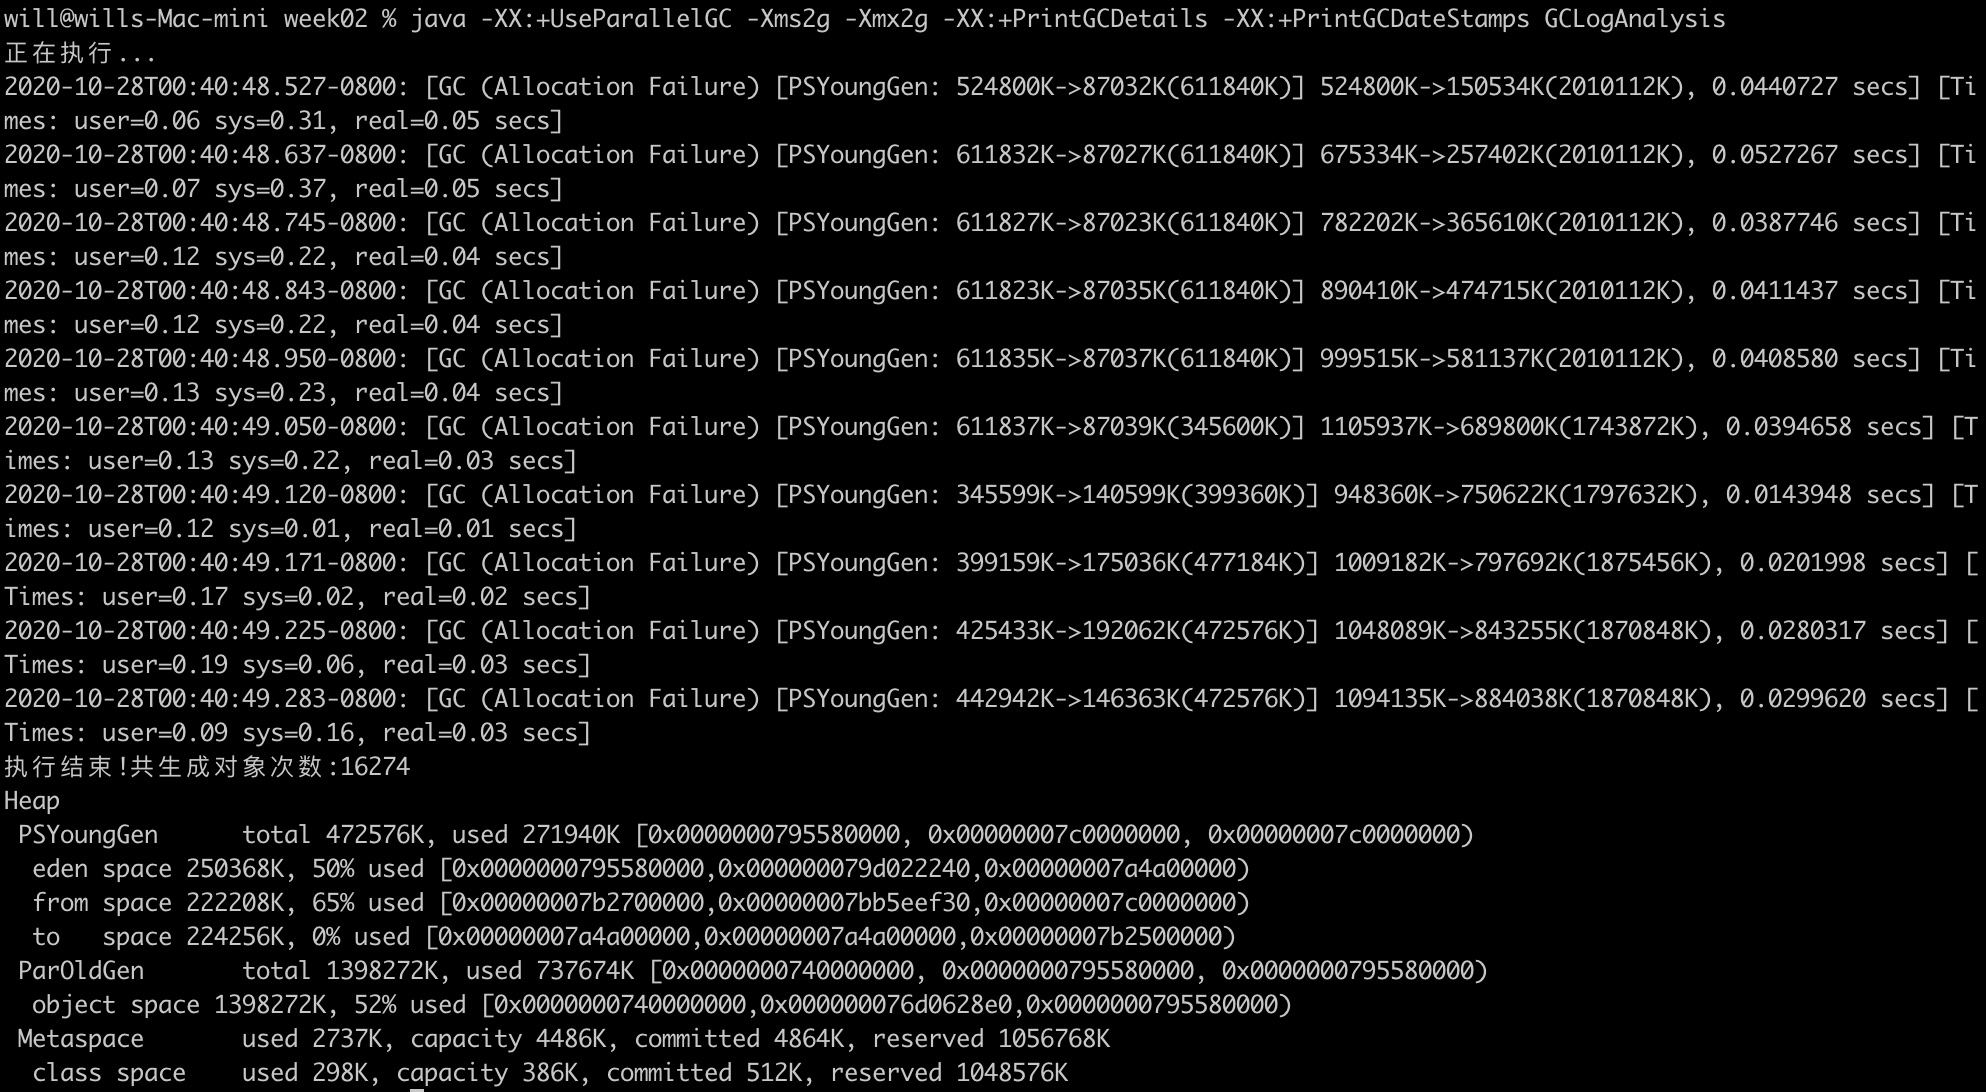 will@wills-Mac-mini week02 % java -XX:+UseParallelGC -Xms2g -Xmx2g -XX:+PrintGCDetails -XX:+PrintGCDateStamps GCLogAnalysis
正在执行...
2020-10-28T00:40:48.527-0800: [GC (Allocation Failure) [PSYoungGen: 524800K->87032K(611840K)] 524800K->150534K(2010112K), 0.0440727 secs] [Ti
mes: user=0.06 sys=0.31, real=0.05 secs]
2020-10-28T00:40:48.637-0800: [GC (Allocation Failure) [PSYoungGen: 611832K->87027K(611840K)] 675334K->257402K(2010112K), 0.0527267 secs] [Ti
mes: user=0.07 sys=0.37, real=0.05 secs]
2020-10-28T00:40:48.745-0800: [GC (Allocation Failure) [PSYoungGen: 611827K->87023K(611840K)] 782202K->365610K(2010112K), 0.0387746 secs] [Ti
mes: user=0.12 sys=0.22, real=0.04 secs]
2020-10-28T00:40:48.843-0800: [GC (Allocation Failure) [PSYoungGen: 611823K->87035K(611840K)] 890410K->474715K(2010112K), 0.0411437 secs] [Ti
mes: user=0.12 sys=0.22, real=0.04 secs]
2020-10-28T00:40:48.950-0800: [GC (Allocation Failure) [PSYoungGen: 611835K->87037K(611840K)] 999515K->581137K(2010112K), 0.0408580 secs] [Ti
mes: user=0.13 sys=0.23, real=0.04 secs]
2020-10-28T00:40:49.050-0800: [GC (Allocation Failure) [PSYoungGen: 611837K->87039K(345600K)] 1105937K->689800K(1743872K), 0.0394658 secs] [T
imes: user=0.13 sys=0.22, real=0.03 secs]
2020-10-28T00:40:49.120-0800: [GC (Allocation Failure) [PSYoungGen: 345599K->140599K(399360K)] 948360K->750622K(1797632K), 0.0143948 secs] [T
imes: user=0.12 sys=0.01, real=0.01 secs]
2020-10-28T00:40:49.171-0800: [GC (Allocation Failure) [PSYoungGen: 399159K->175036K(477184K)] 1009182K->797692K(1875456K), 0.0201998 secs] [
Times: user=0.17 sys=0.02, real=0.02 secs]
2020-10-28T00:40:49.225-0800: [GC (Allocation Failure) [PSYoungGen: 425433K->192062K(472576K)] 1048089K->843255K(1870848K), 0.0280317 secs] [
Times: user=0.19 sys=0.06, real=0.03 secs]
2020-10-28T00:40:49.283-0800: [GC (Allocation Failure) [PSYoungGen: 442942K->146363K(472576K)] 1094135K->884038K(1870848K), 0.0299620 secs] [
Times: user=0.09 sys=0.16, real=0.03 secs]
执行结束!共生成对象次数:16274
Heap
 PSYoungGen      total 472576K, used 271940K [0x0000000795580000, 0x00000007c0000000, 0x00000007c0000000)
  eden space 250368K, 50% used [0x0000000795580000,0x000000079d022240,0x00000007a4a00000)
  from space 222208K, 65% used [0x00000007b2700000,0x00000007bb5eef30,0x00000007c0000000)
  to   space 224256K, 0% used [0x00000007a4a00000,0x00000007a4a00000,0x00000007b2500000)
 ParOldGen       total 1398272K, used 737674K [0x0000000740000000, 0x0000000795580000, 0x0000000795580000)
  object space 1398272K, 52% used [0x0000000740000000,0x000000076d0628e0,0x0000000795580000)
 Metaspace       used 2737K, capacity 4486K, committed 4864K, reserved 1056768K
  class space    used 298K, capacity 386K, committed 512K, reserved 1048576K